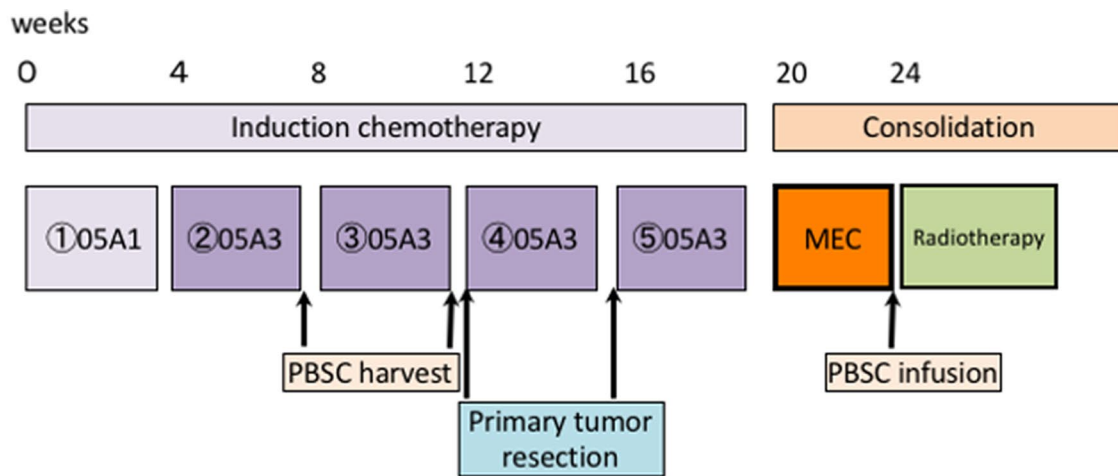 weeks
0 4 8 12 16 20 24
Induction chemotherapy Consolidation
①05A1 ②05A3 ③05A3 ④05A3 ⑤05A3 MEC Radiotherapy
PBSC harvest PBSC infusion
Primary tumor
resection